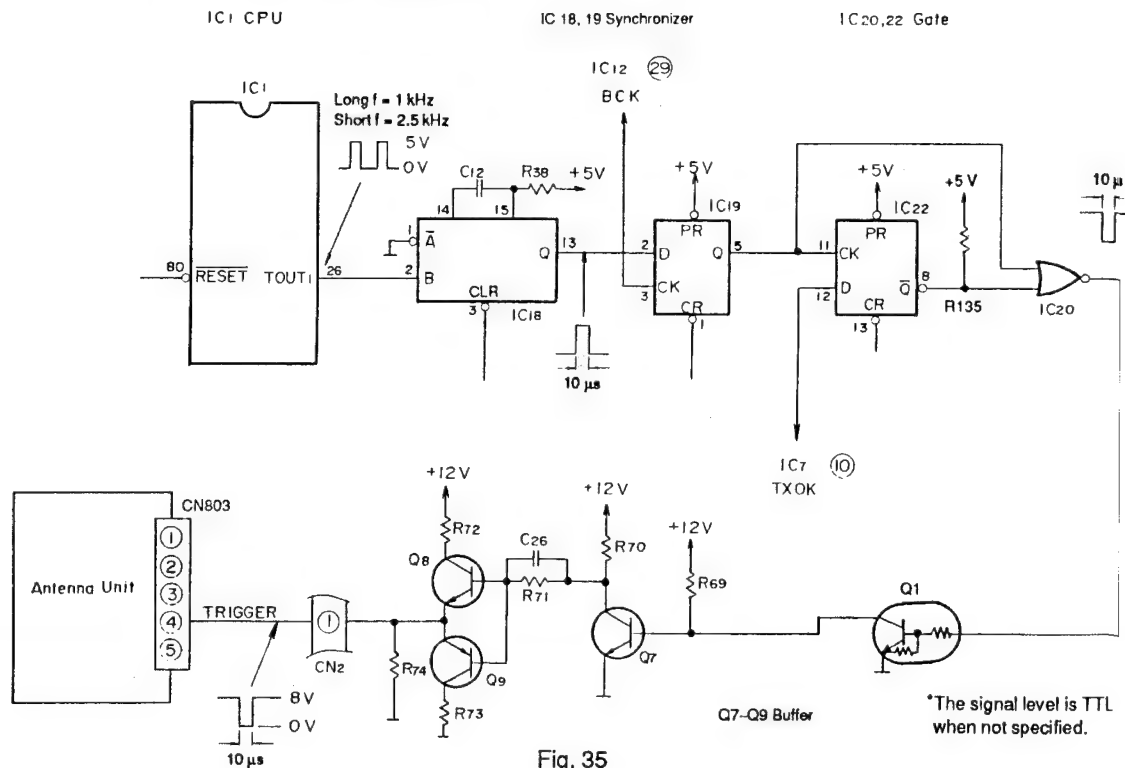 IC1 CPU
IC 18, 19 Synchronizer
IC20,22 Gate
IC12 (29)
BCK
IC1
Long f = 1 kHz
Short f = 2.5 kHz
5V
0V
C12
R38
+5V
14
15
1
A̅
2
B
Q
13
CLR
3
IC18
80
R̅E̅S̅E̅T̅
TOUT1
26
10 µs
+5V
IC19
PR
2
D
Q
5
CK
3
CR
1
+5V
IC22
PR
11
CK
12
D
Q̅
8
CR
13
+5V
R135
IC20
10 µ
IC7 (10)
TXOK
CN803
Antenna Unit
1
2
3
4
5
TRIGGER
1
CN2
8V
0V
10 µs
+12V
R72
Q8
C26
R71
R74
Q9
R73
+12V
R70
Q7
+12V
R69
Q1
Q7-Q9 Buffer
*The signal level is TTL
when not specified.
Fig. 35